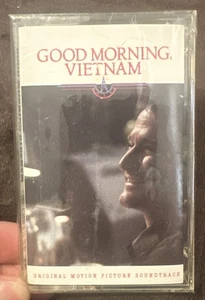 GOOD MORNING,
VIETNAM
ORIGINAL MOTION PICTURE SOUNDTRACK